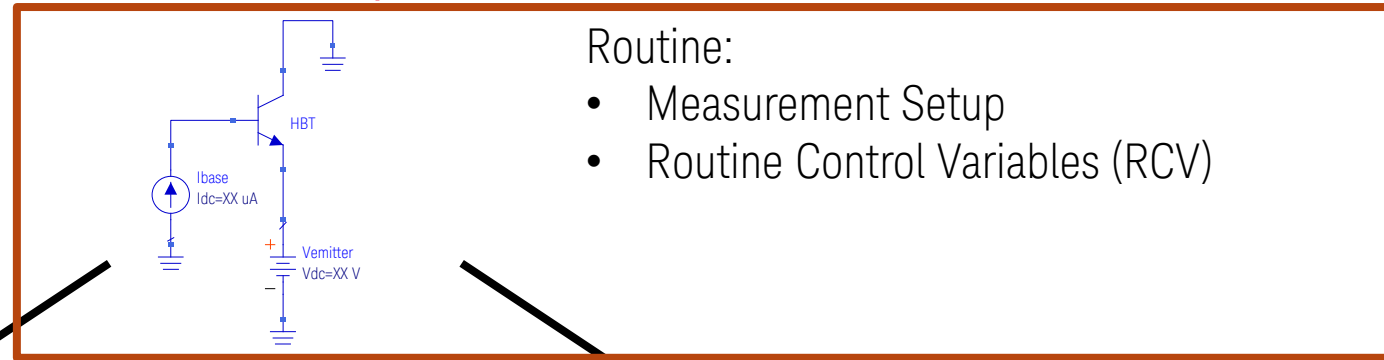 Routine:
• Measurement Setup
• Routine Control Variables (RCV)
HBT
Ibase
Idc=XX uA
+
Vemitter
Vdc=XX V
–